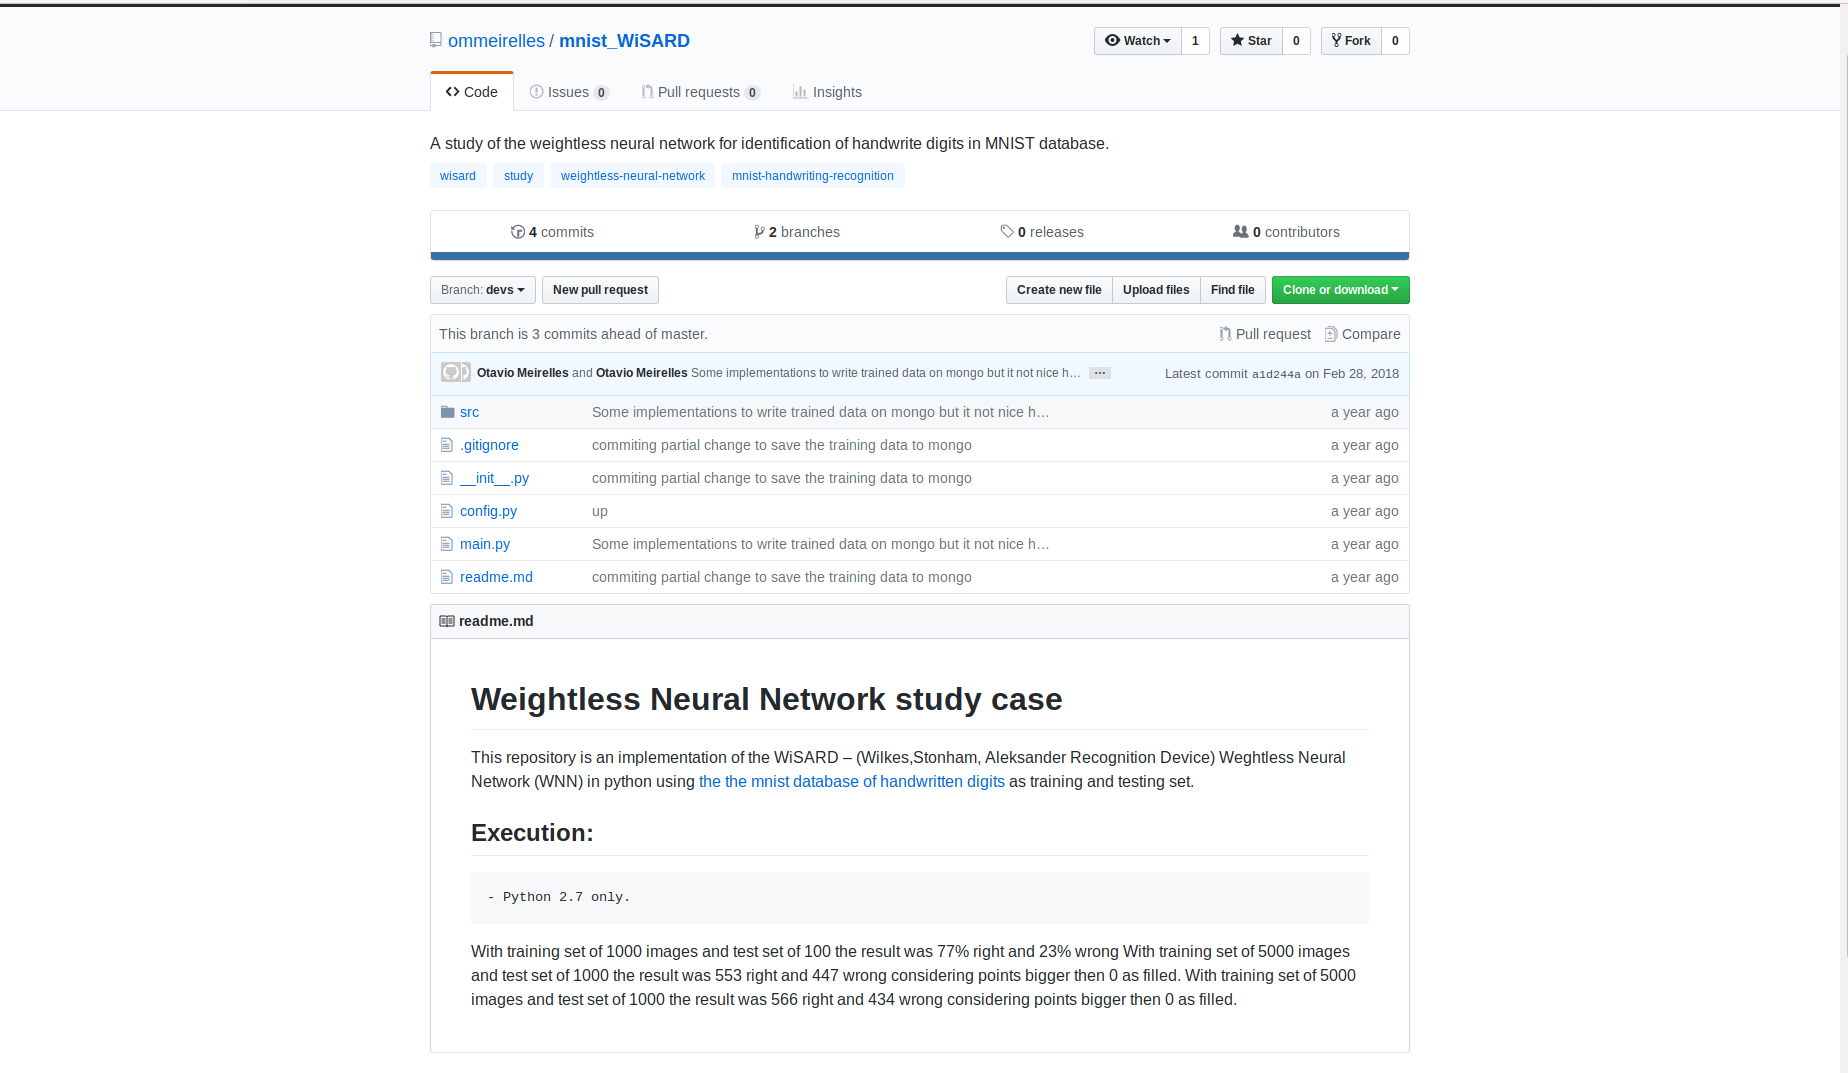 ommeirelles / mnist_WiSARD
Watch 1 Star 0 Fork 0
Code Issues 0 Pull requests 0 Insights
A study of the weightless neural network for identification of handwrite digits in MNIST database.
wisard study weightless-neural-network mnist-handwriting-recognition
4 commits 2 branches 0 releases 0 contributors
Branch: devs New pull request Create new file Upload files Find file Clone or download
This branch is 3 commits ahead of master. Pull request Compare
Otavio Meirelles and Otavio Meirelles Some implementations to write trained data on mongo but it not nice h… … Latest commit a1d244a on Feb 28, 2018
src Some implementations to write trained data on mongo but it not nice h… a year ago
.gitignore commiting partial change to save the training data to mongo a year ago
__init__.py commiting partial change to save the training data to mongo a year ago
config.py up a year ago
main.py Some implementations to write trained data on mongo but it not nice h… a year ago
readme.md commiting partial change to save the training data to mongo a year ago
readme.md
Weightless Neural Network study case
This repository is an implementation of the WiSARD – (Wilkes,Stonham, Aleksander Recognition Device) Weghtless Neural
Network (WNN) in python using the the mnist database of handwritten digits as training and testing set.
Execution:
- Python 2.7 only.
With training set of 1000 images and test set of 100 the result was 77% right and 23% wrong With training set of 5000 images
and test set of 1000 the result was 553 right and 447 wrong considering points bigger then 0 as filled. With training set of 5000
images and test set of 1000 the result was 566 right and 434 wrong considering points bigger then 0 as filled.